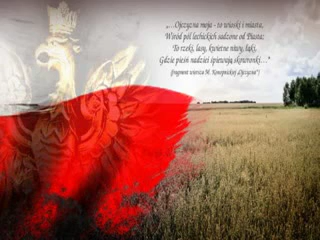 „...Ojczyzna moja - to wioski i miasta,
Wśród pól lechickich sadzone od Piasta;
To rzeki, lasy, kwietne niwy, łąki,
Gdzie pieśń nadziei śpiewają skowronki...“
(fragment wiersza M. Konopnickiej „Ojczyzna”)